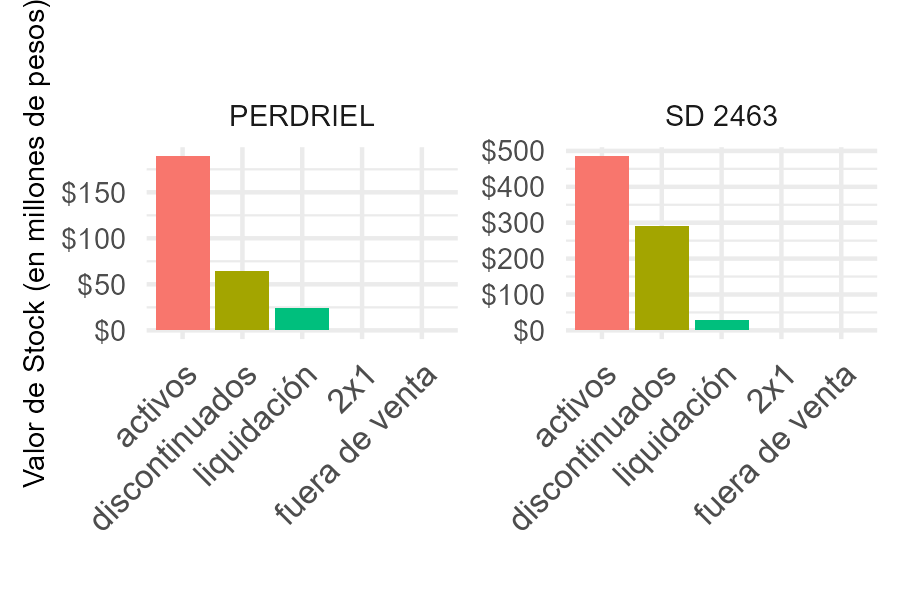 Valor de Stock (en millones de pesos)
PERDRIEL
$150
$100
$50
$0
activos
discontinuados
liquidación
2x1
fuera de venta
SD 2463
$500
$400
$300
$200
$100
$0
activos
discontinuados
liquidación
2x1
fuera de venta